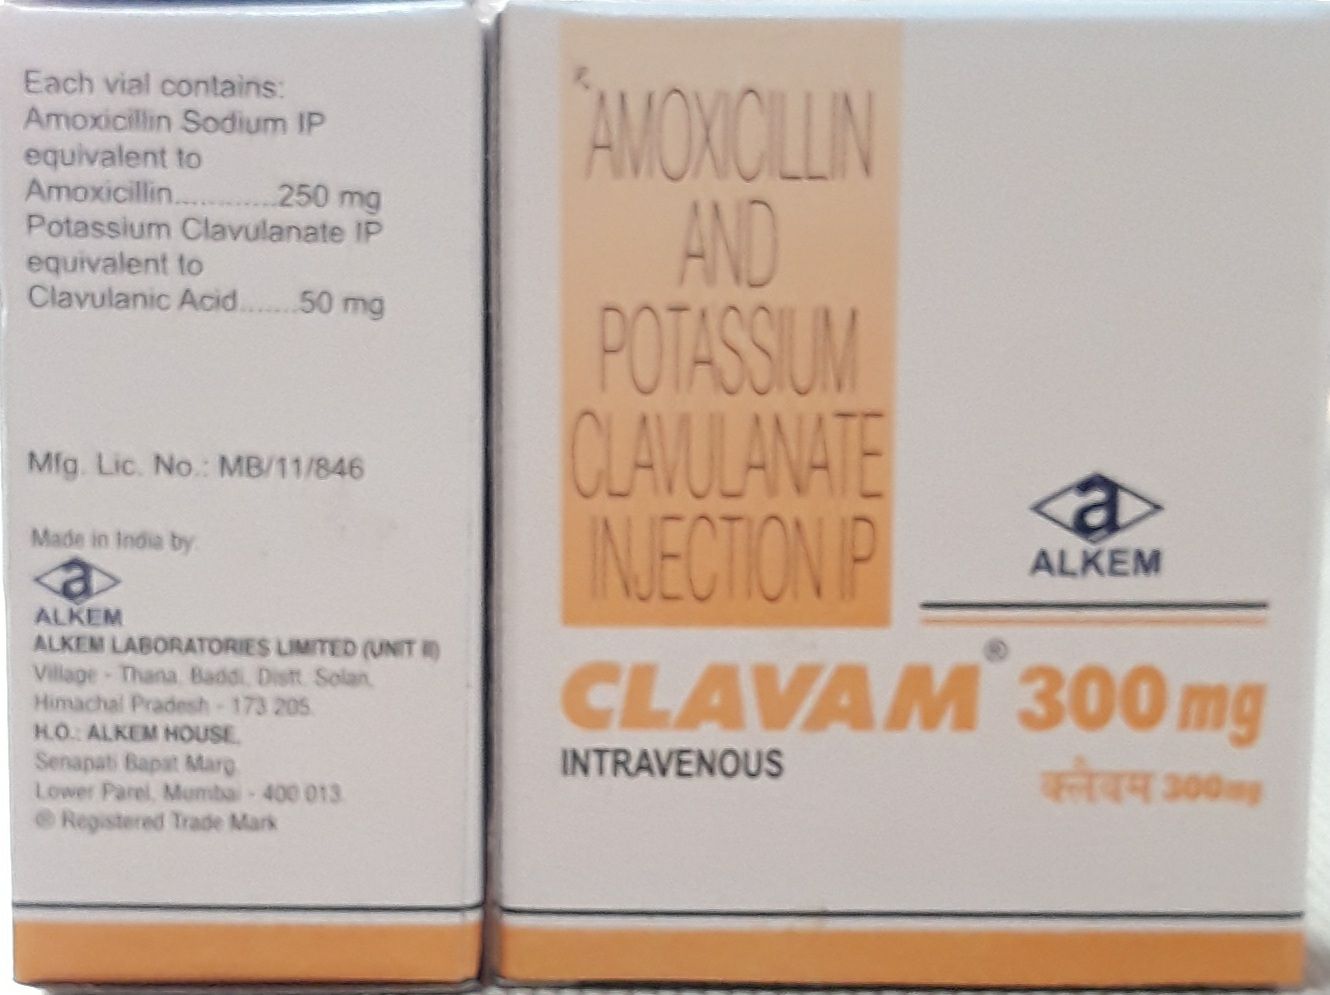 Each vial contains:
Amoxicillin Sodium IP
equivalent to
Amoxicillin............250 mg
Potassium Clavulanate IP
equivalent to
Clavulanic Acid.......50 mg
Mfg. Lic. No.: MB/11/846
Made in India by:
a
ALKEM
ALKEM LABORATORIES LIMITED (UNIT II)
Village - Thana, Baddi, Distt. Solan,
Himachal Pradesh - 173 205.
H.O.: ALKEM HOUSE,
Senapati Bapat Marg,
Lower Parel, Mumbai - 400 013.
® Registered Trade Mark
℞
AMOXICILLIN
AND
POTASSIUM
CLAVULANATE
INJECTION IP
a
ALKEM
CLAVAM® 300 mg
INTRAVENOUS
क्लैवम 300mg